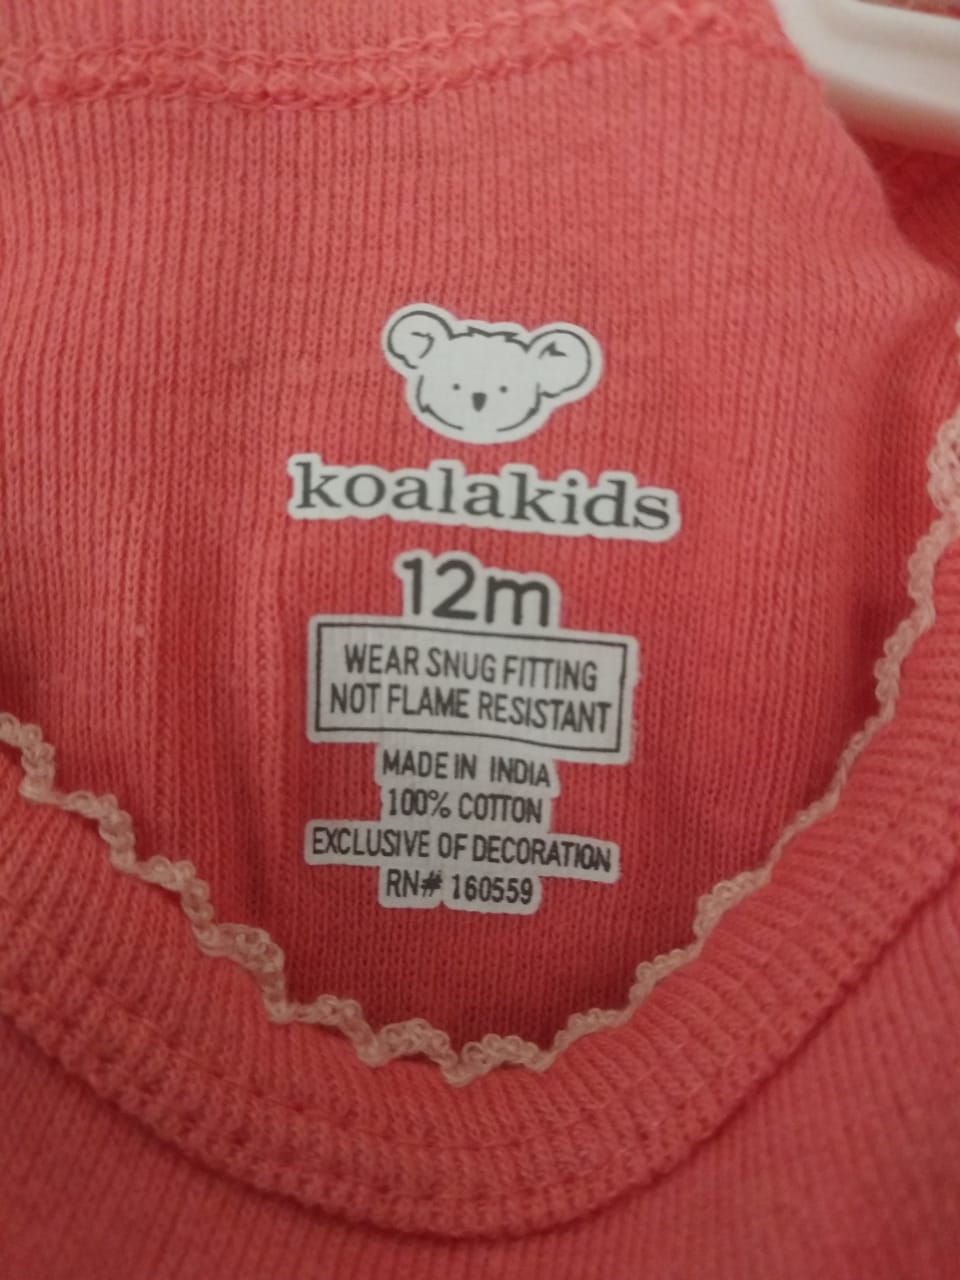 koalakids
12m
WEAR SNUG FITTING
NOT FLAME RESISTANT
MADE IN INDIA
100% COTTON
EXCLUSIVE OF DECORATION
RN# 160559